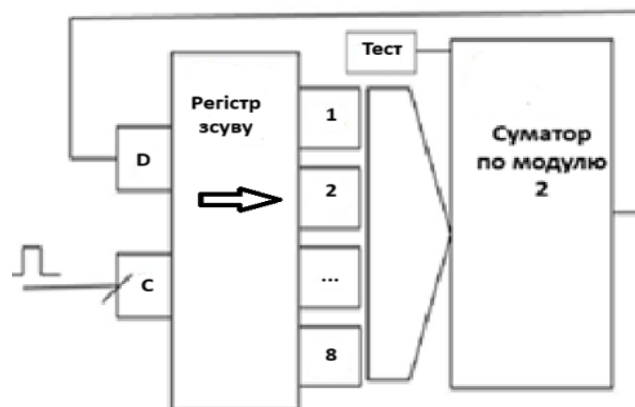 Тест
Регістр
зсуву
1
D
Суматор
по модулю
2
2
C
...
8